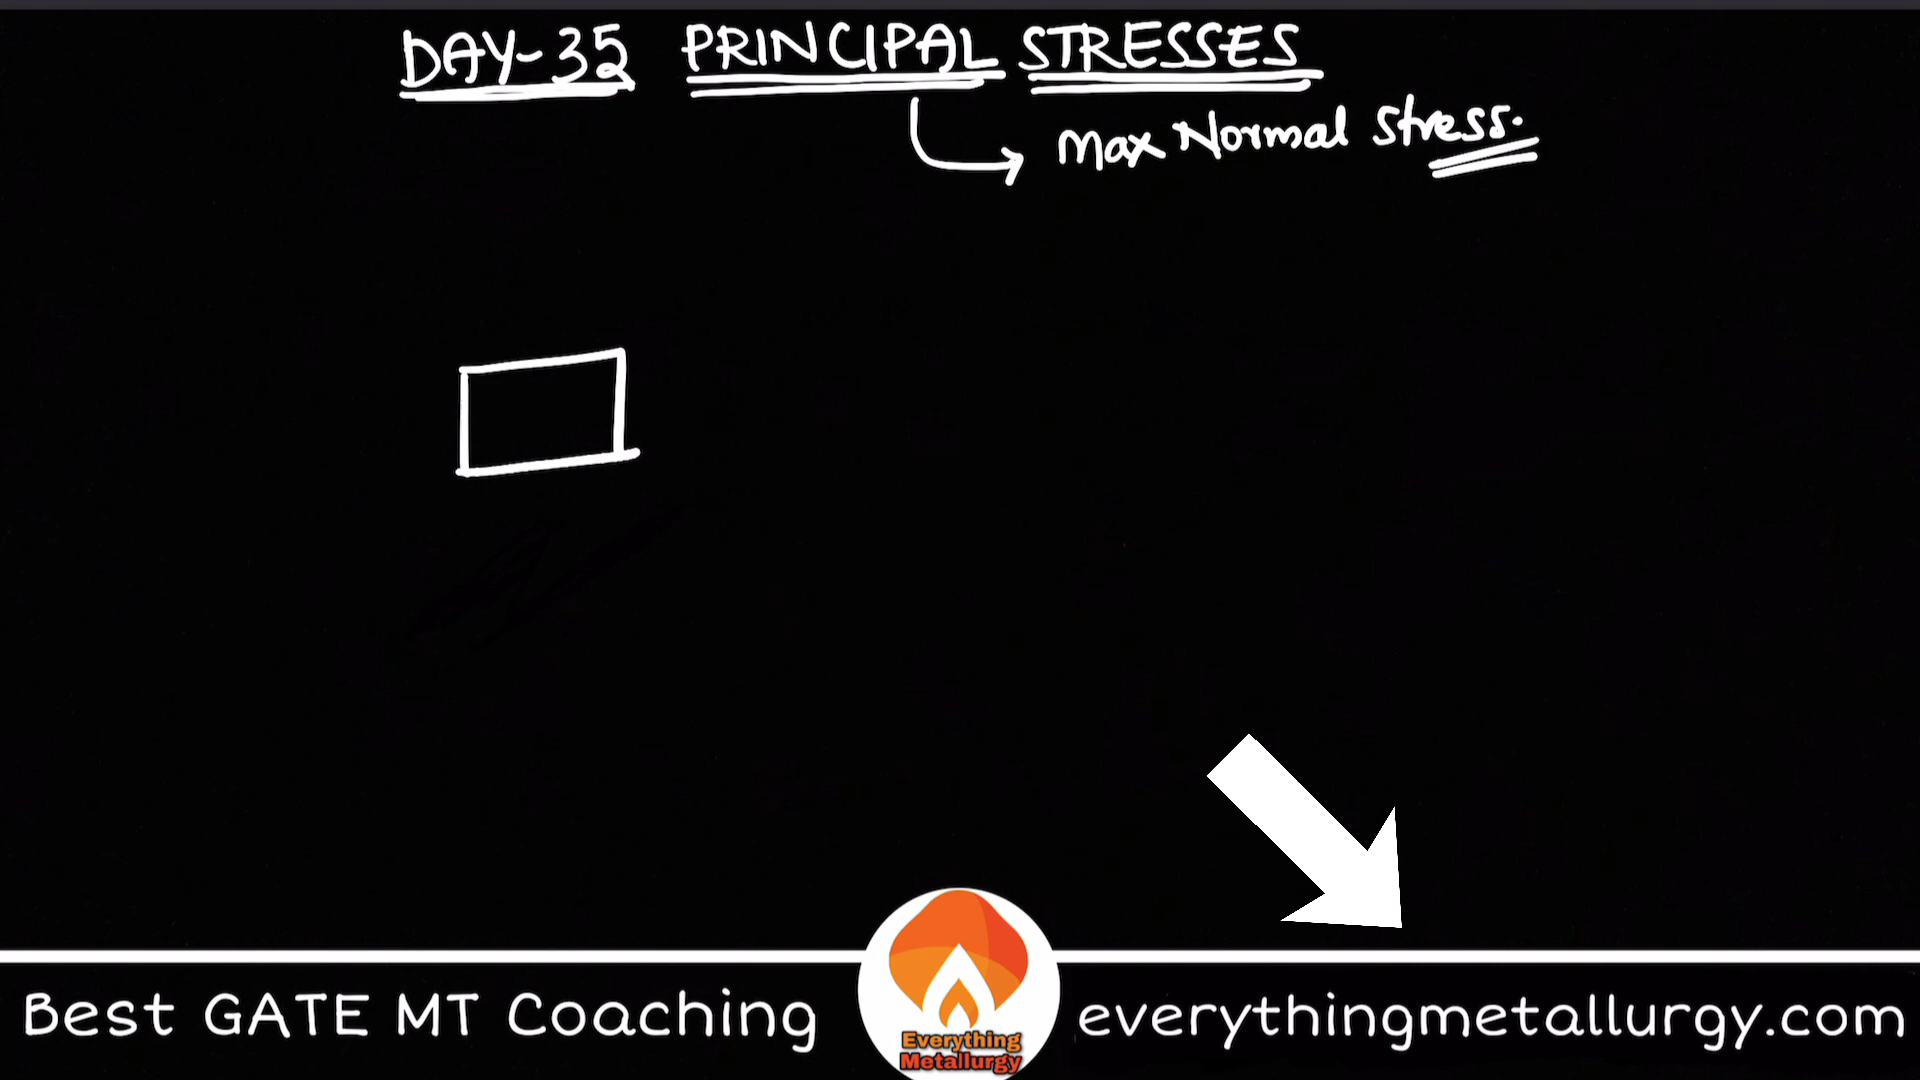 DAY-35 PRINCIPAL STRESSES
Max Normal Stress.
Best GATE MT Coaching
Everything
Metallurgy
everythingmetallurgy.com